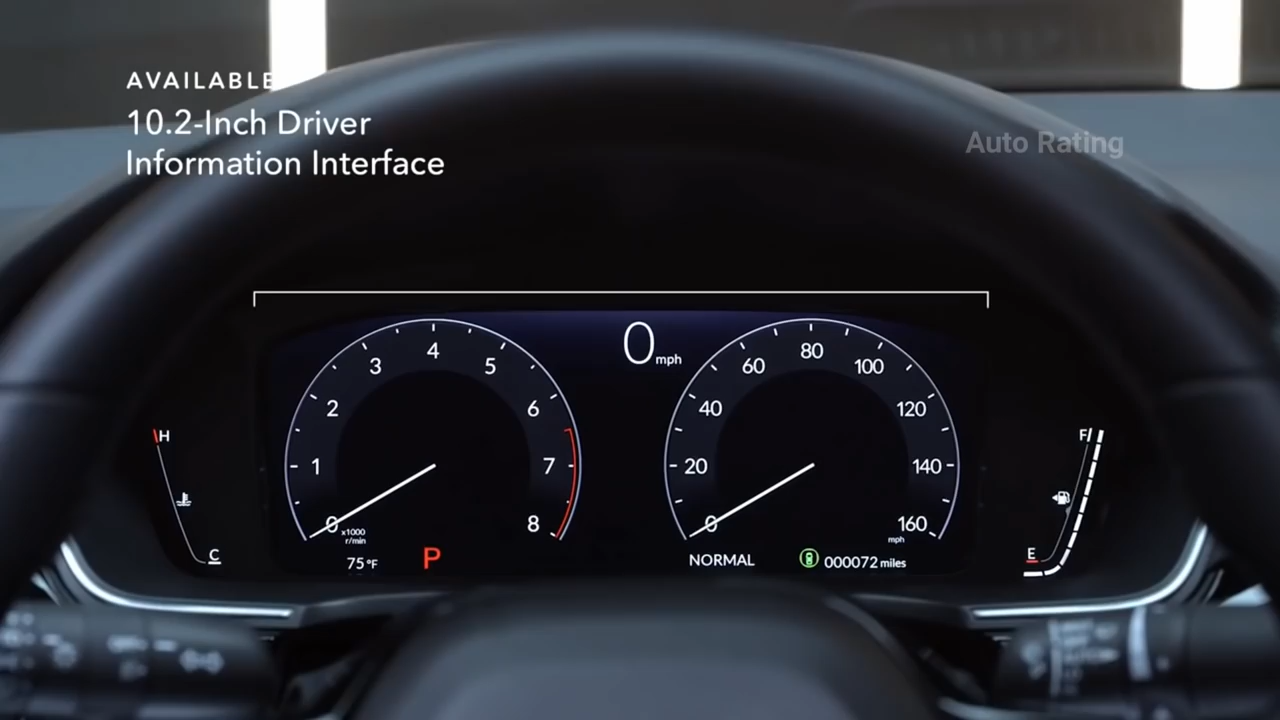 AVAILABLE
10.2-Inch Driver
Information Interface
Auto Rating
0 mph
4
3
5
2
6
1
7
0
8
x1000
r/min
80
60
100
40
120
20
140
0
160
mph
H
C
F
E
75 °F
P
NORMAL
000072 miles